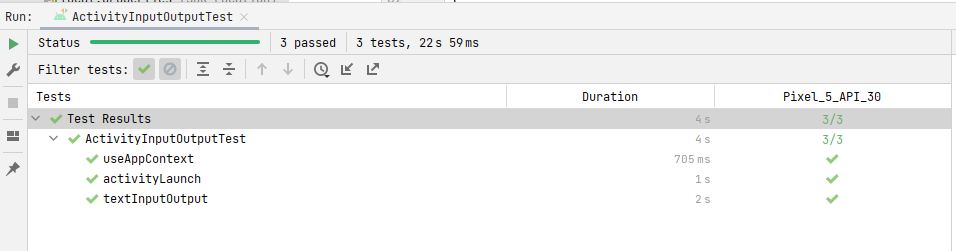 Run: ActivityInputOutputTest
Status 3 passed 3 tests, 22 s 59 ms
Filter tests:
Tests Duration Pixel_5_API_30
Test Results 4 s 3/3
ActivityInputOutputTest 4 s 3/3
useAppContext 705 ms
activityLaunch 1 s
textInputOutput 2 s